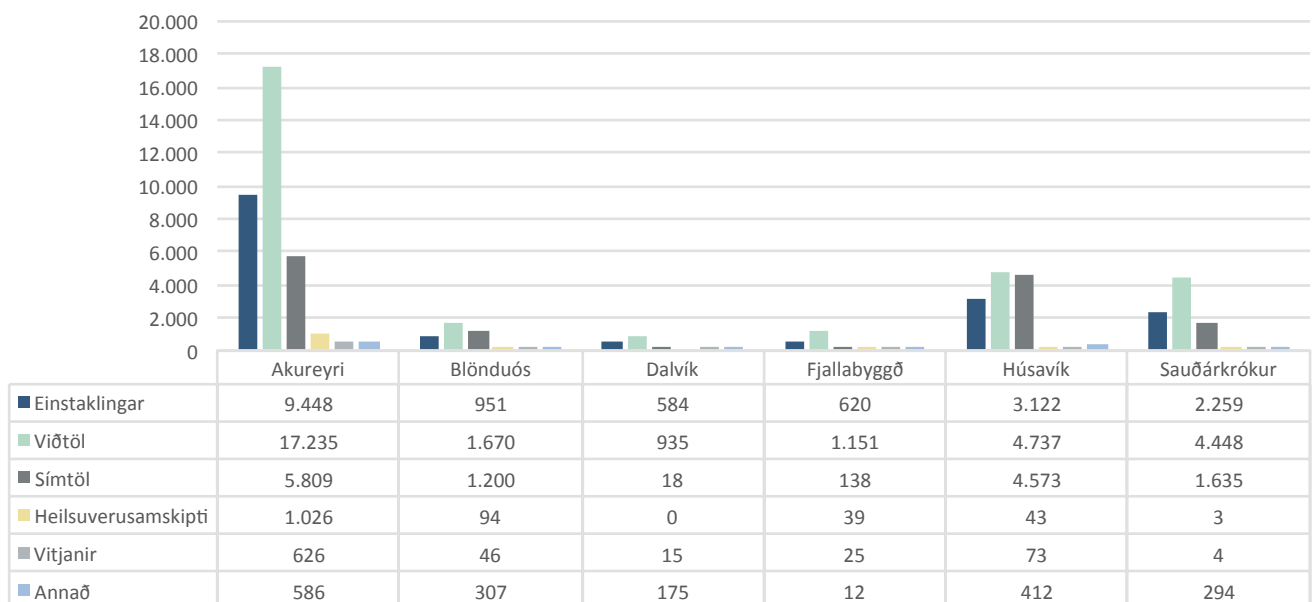 20.000
18.000
16.000
14.000
12.000
10.000
8.000
6.000
4.000
2.000
0
Akureyri Blönduós Dalvík Fjallabyggð Húsavík Sauðárkrókur
Einstaklingar 9.448 951 584 620 3.122 2.259
Viðtöl 17.235 1.670 935 1.151 4.737 4.448
Símtöl 5.809 1.200 18 138 4.573 1.635
Heilsuverusamskipti 1.026 94 0 39 43 3
Vitjanir 626 46 15 25 73 4
Annað 586 307 175 12 412 294